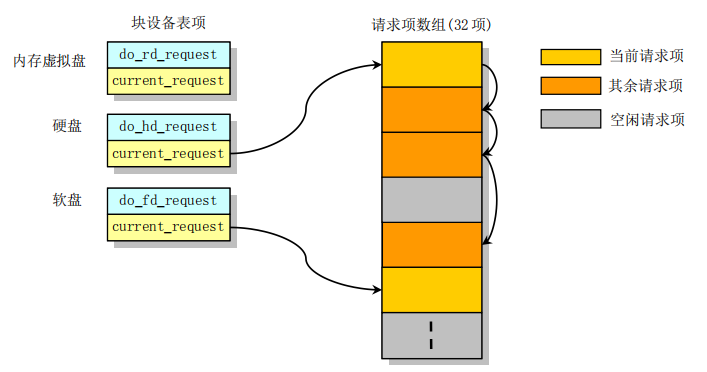 块设备表项
请求项数组(32 项)
内存虚拟盘
do_rd_request
current_request
硬盘
do_hd_request
current_request
软盘
do_fd_request
current_request
当前请求项
其余请求项
空闲请求项